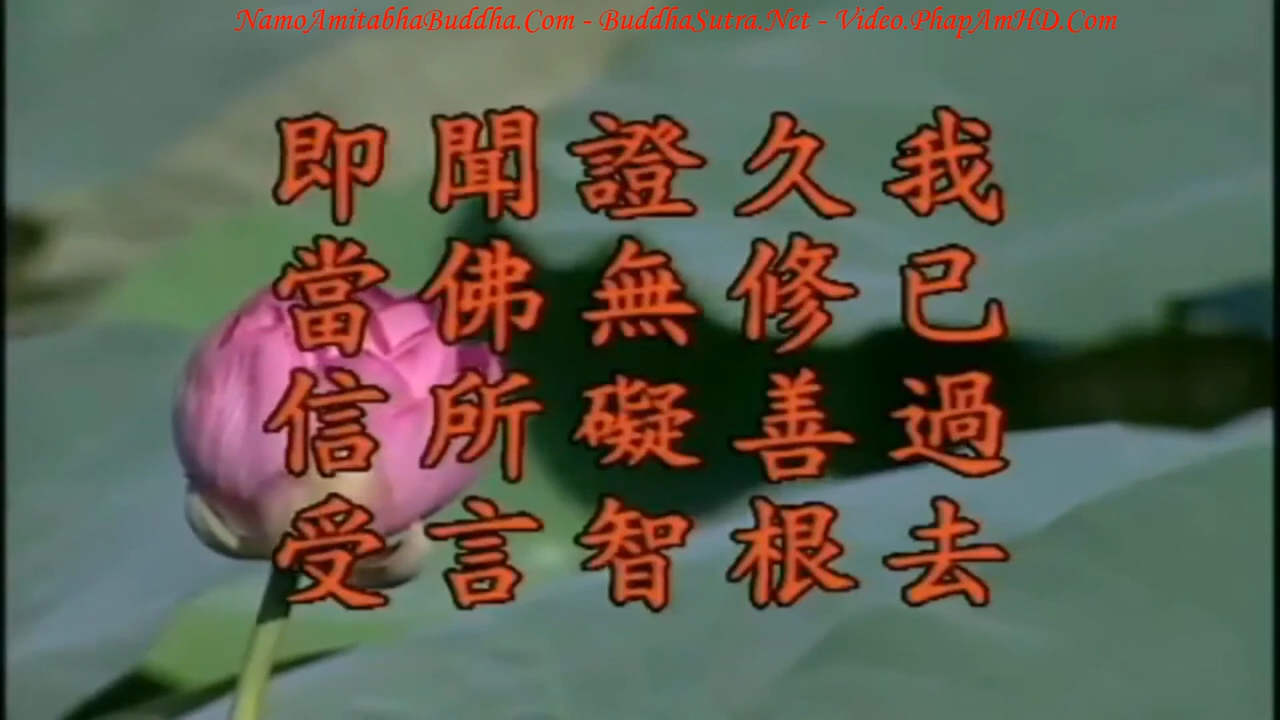 NamoAmitabhaBuddha.Com - BuddhaSutra.Net - Video.PhapAmHD.Com
我已過去
久修善根
證無礙智
聞佛所言
即當信受